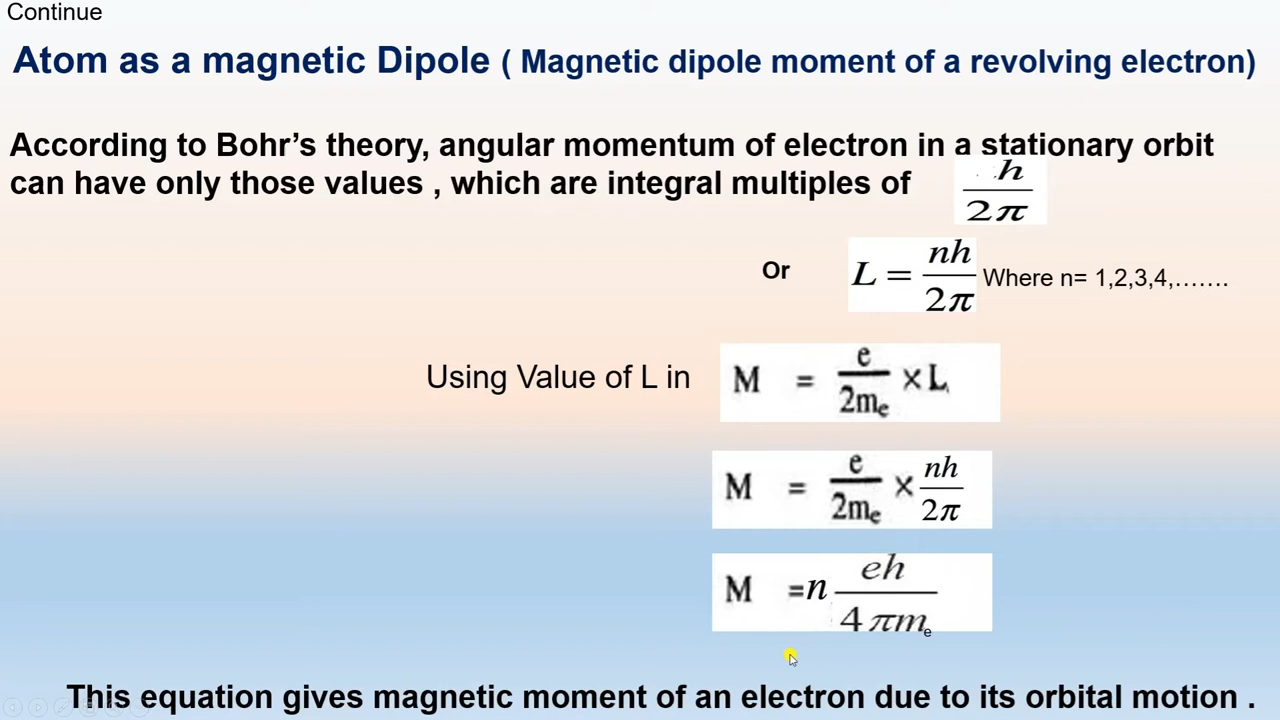 Continue
Atom as a magnetic Dipole ( Magnetic dipole moment of a revolving electron)
According to Bohr’s theory, angular momentum of electron in a stationary orbit
can have only those values , which are integral multiples of h/2π
Or L = nh/2π Where n= 1,2,3,4,…….
Using Value of L in M = e/2mₑ × L
M = e/2mₑ × nh/2π
M =n eh/4πmₑ
This equation gives magnetic moment of an electron due to its orbital motion .